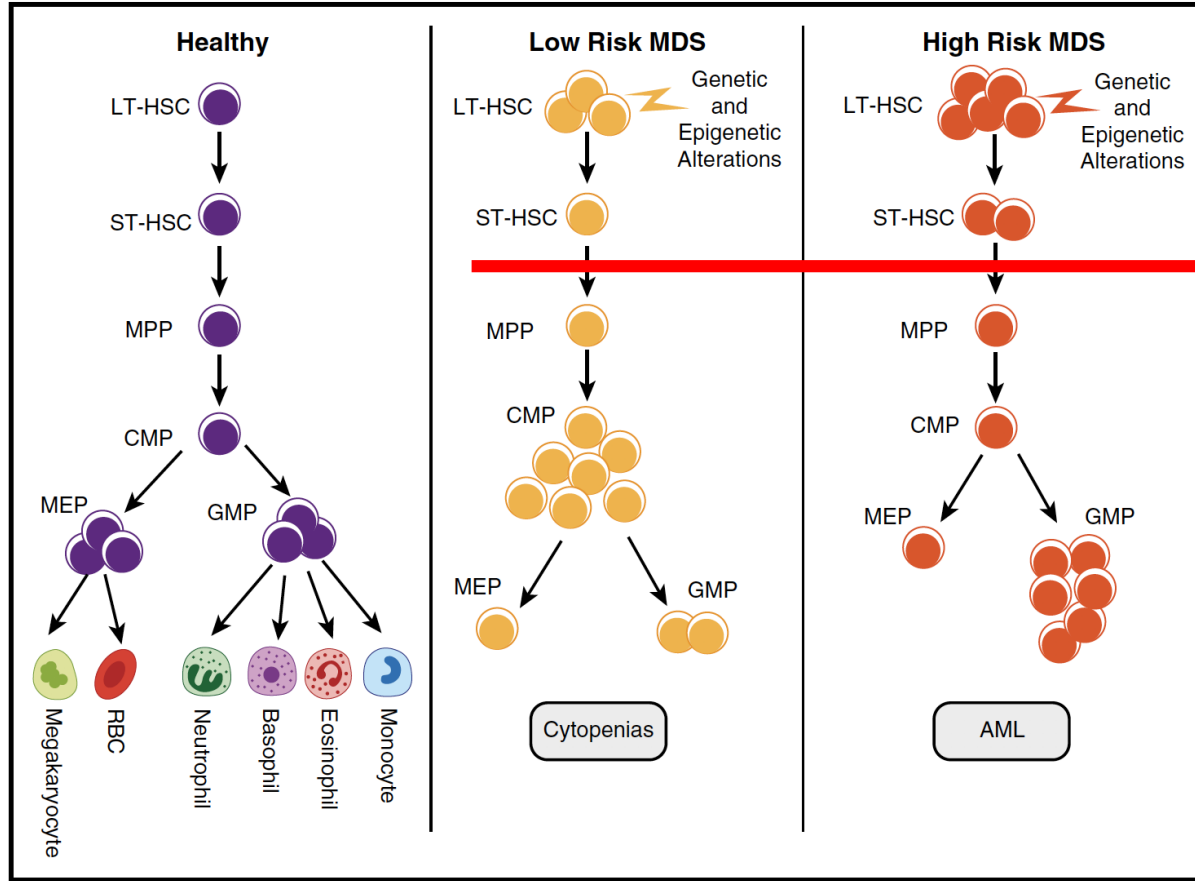 Healthy
LT-HSC
ST-HSC
MPP
CMP
MEP
GMP
Megakaryocyte
RBC
Neutrophil
Basophil
Eosinophil
Monocyte
Low Risk MDS
LT-HSC
Genetic
and
Epigenetic
Alterations
ST-HSC
MPP
CMP
MEP
GMP
Cytopenias
High Risk MDS
LT-HSC
Genetic
and
Epigenetic
Alterations
ST-HSC
MPP
CMP
MEP
GMP
AML